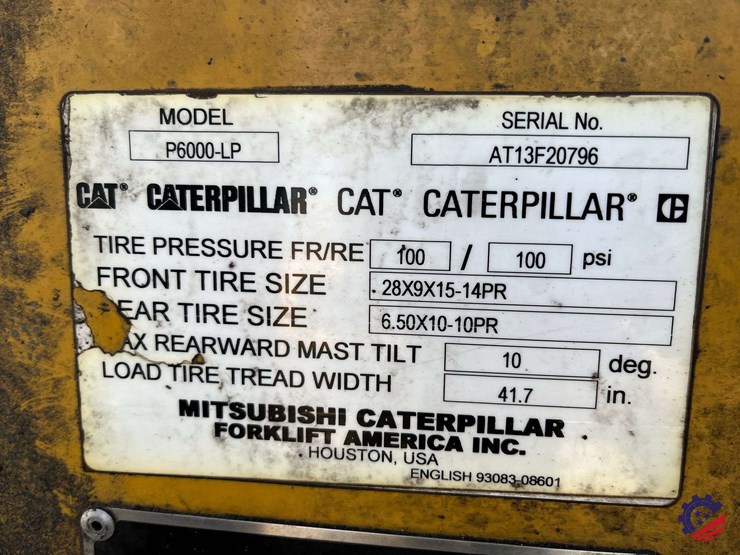 MODEL SERIAL No.
P6000-LP AT13F20796
CAT® CATERPILLAR® CAT® CATERPILLAR®
TIRE PRESSURE FR/RE 100 / 100 psi
FRONT TIRE SIZE 28X9X15-14PR
EAR TIRE SIZE 6.50X10-10PR
AX REARWARD MAST TILT 10 deg.
LOAD TIRE TREAD WIDTH 41.7 in.
MITSUBISHI CATERPILLAR
FORKLIFT AMERICA INC.
HOUSTON, USA
ENGLISH 93083-08601